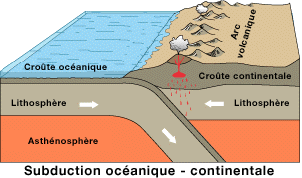 Croûte océanique
Arc
volcanique
Croûte continentale
Lithosphère
Lithosphère
Asthénosphère
Subduction océanique - continentale